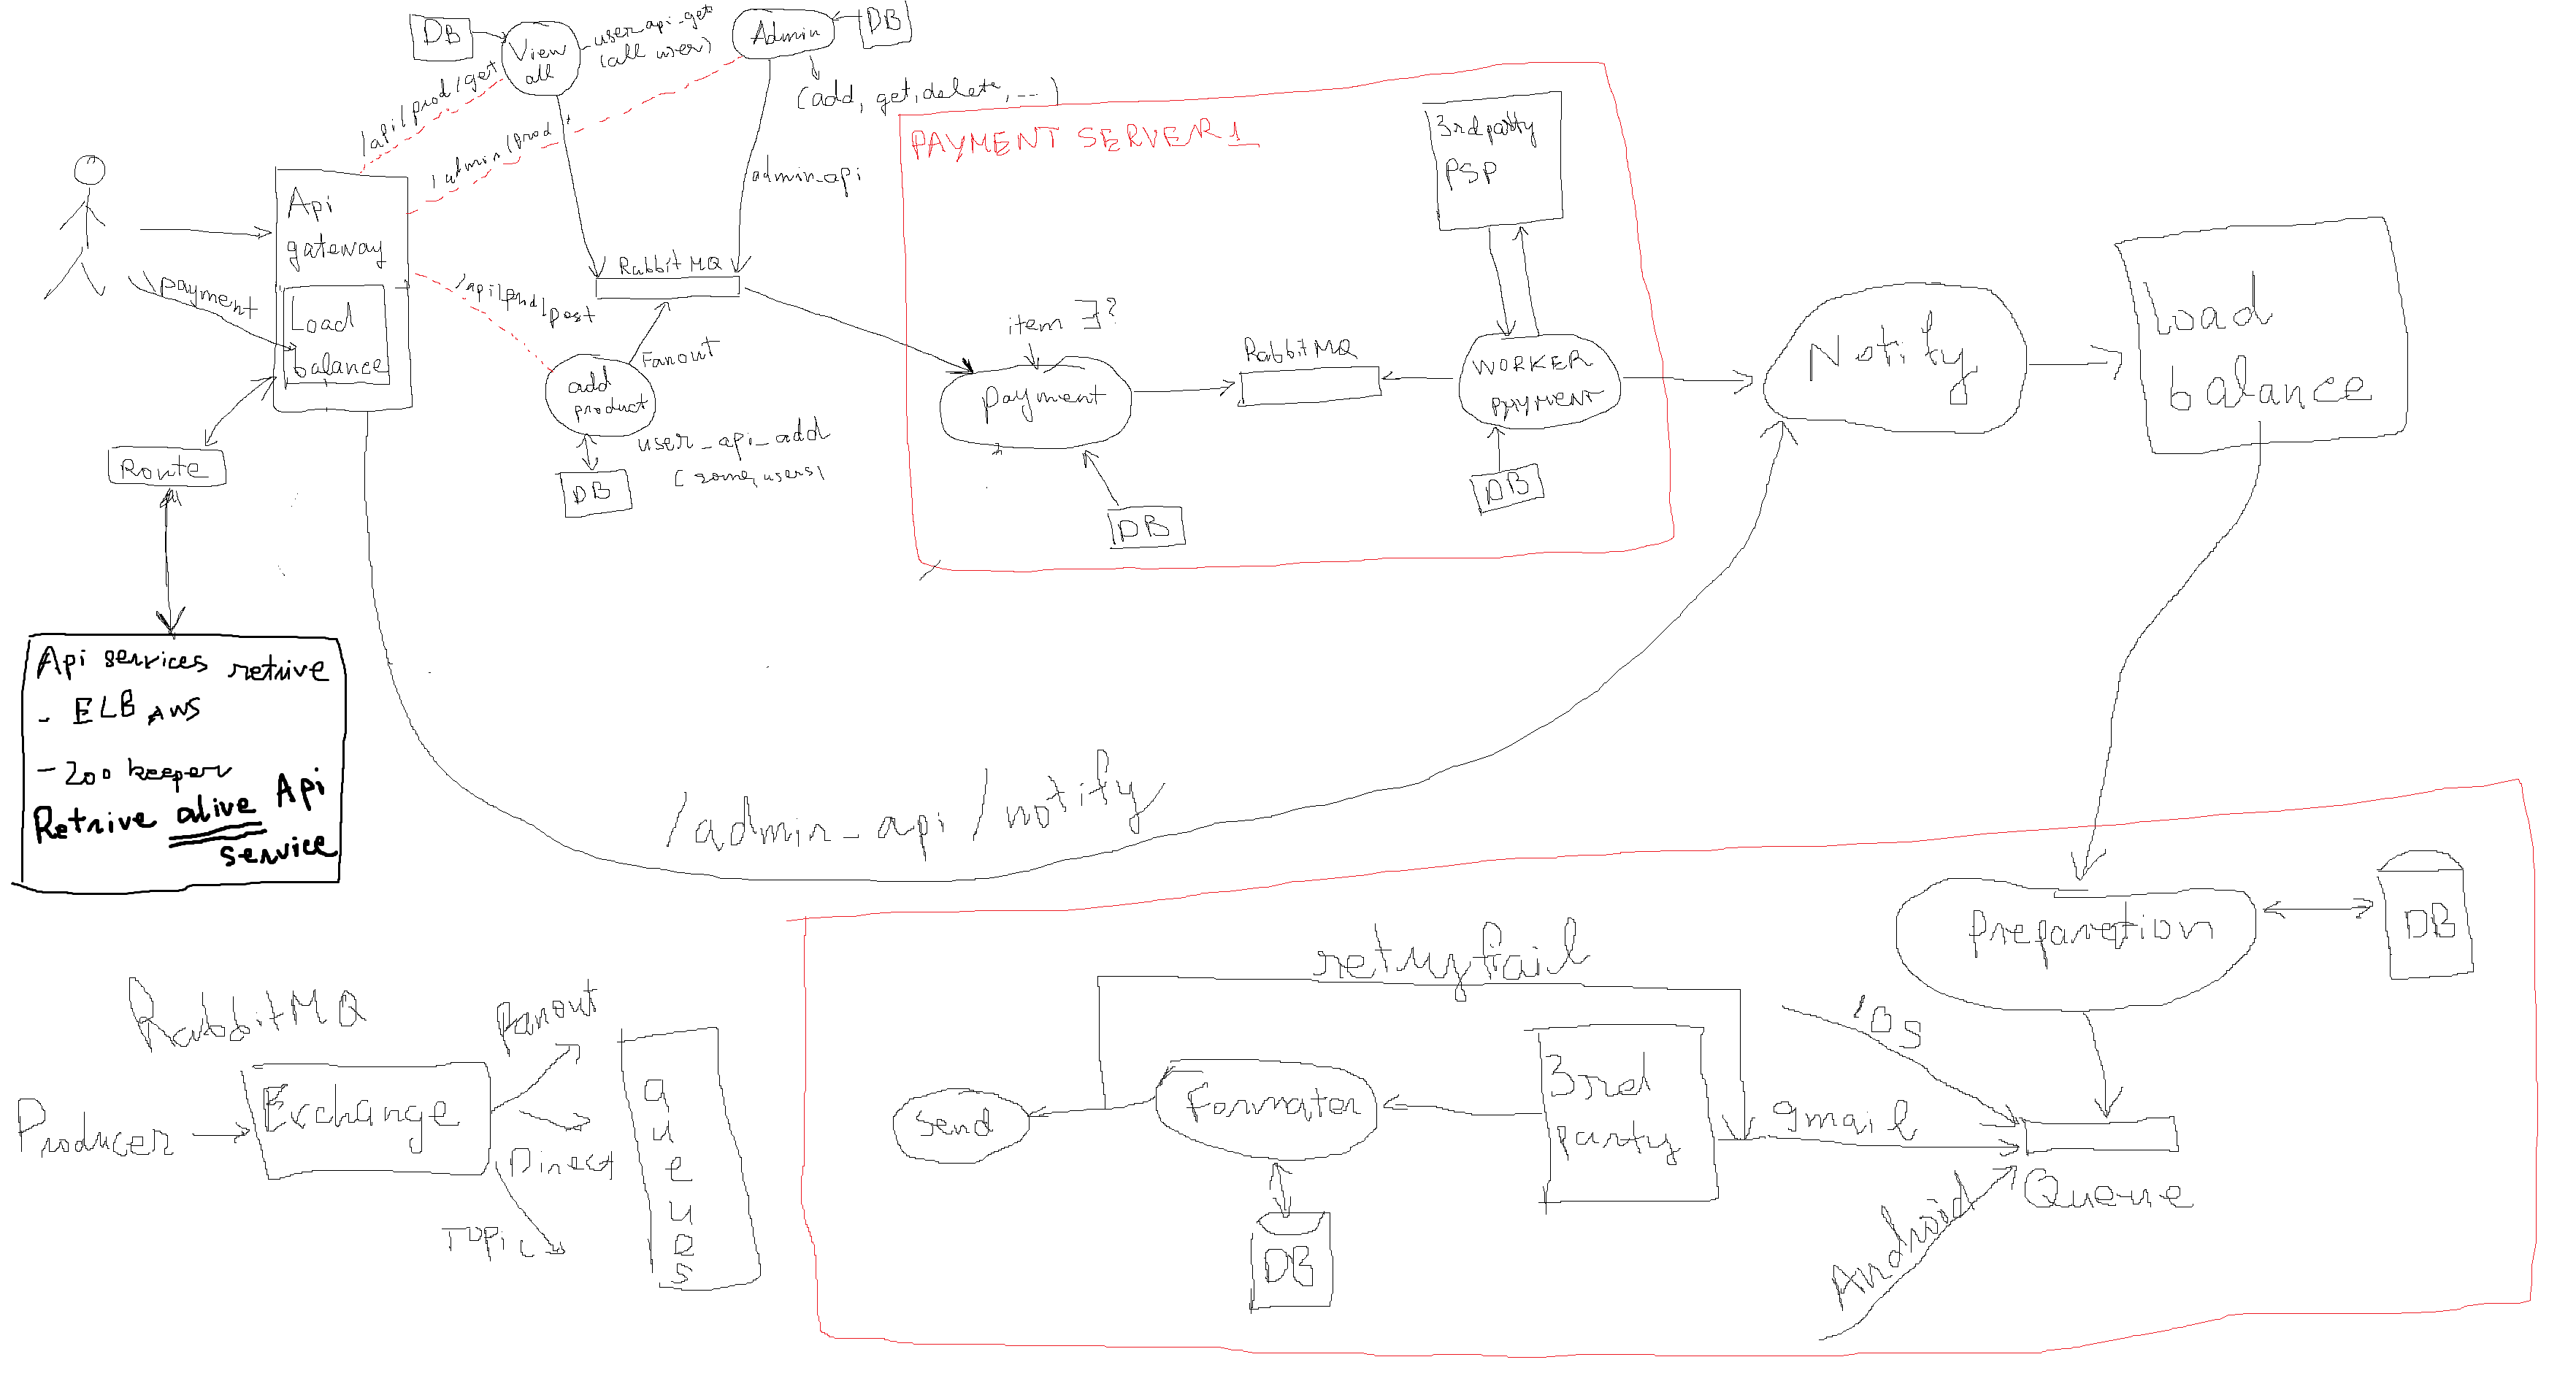 DB
View
all
user_api_get
(all user)
Admin
DB
(add, get, delete, ...)
/api/prod/get
/admin/prod
admin_api
Api
gateway
Load
balance
\payment
Route
Api services retrive
- ELB AWS
- Zoo keeper
Retrive alive Api
service
/api/prod/post
RabbitMQ
Fanout
add
product
user_api_add
(some users)
DB
PAYMENT SERVER 1
3rd party
PSP
item ∃?
payment
RabbitMQ
WORKER
PAYMENT
DB
DB
Notify
Load
balance
/admin_api/notify
preparation
DB
retry fail
IOS
gmail
Android
Queue
3rd
party
Formater
Send
DB
RabbitMQ
Producer
Exchange
Fanout
Direct
Topic
q
u
e
u
e
s